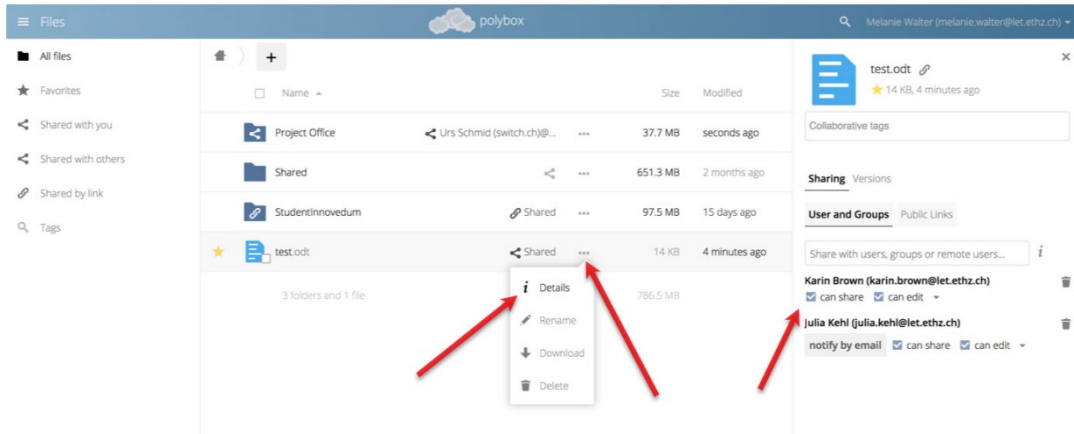 Files
polybox
Melanie Walter (melanie.walter@let.ethz.ch)
All files
Favorites
Shared with you
Shared with others
Shared by link
Tags
+
Name Size Modified
Project Office Urs Schmid (switch.ch)@... ••• 37.7 MB seconds ago
Shared ••• 651.3 MB 2 months ago
StudentInnovedum Shared ••• 97.5 MB 15 days ago
test.odt Shared ••• 14 KB 4 minutes ago
3 folders and 1 file 786.5 MB
i Details
Rename
Download
Delete
test.odt
14 KB, 4 minutes ago
Collaborative tags
Sharing Versions
User and Groups Public Links
Share with users, groups or remote users... i
Karin Brown (karin.brown@let.ethz.ch)
can share can edit
Julia Kehl (julia.kehl@let.ethz.ch)
notify by email can share can edit